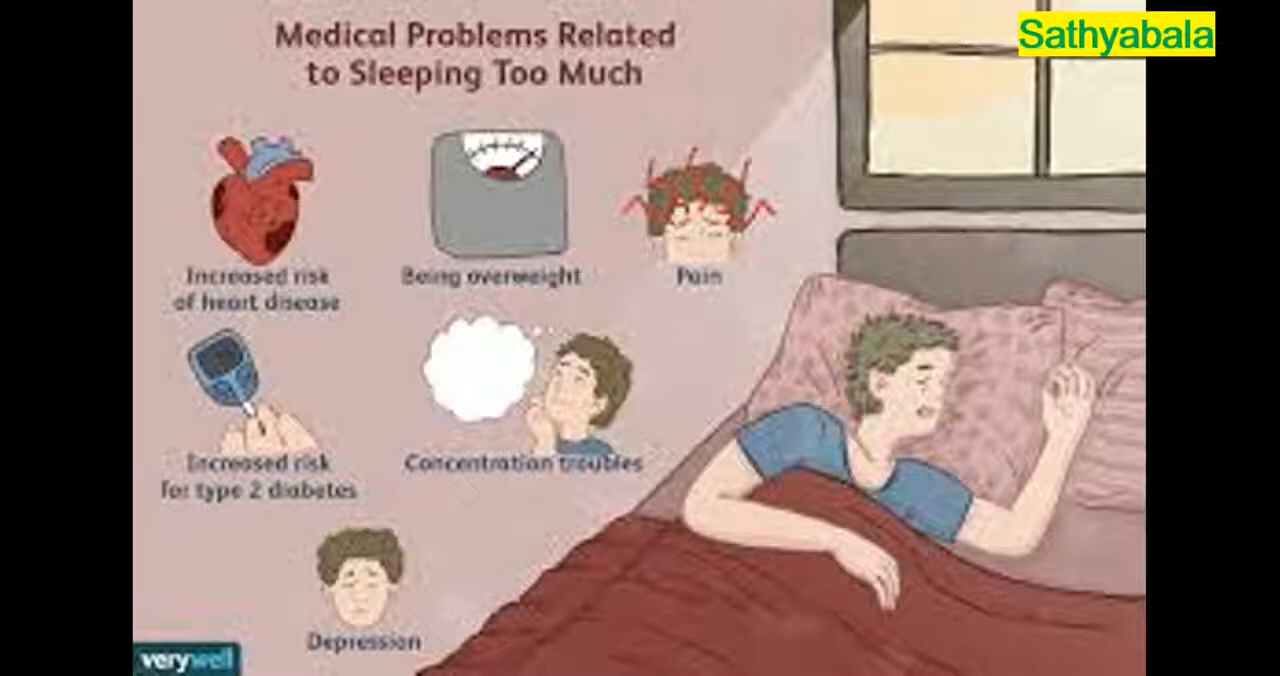 Sathyabala
Medical Problems Related
to Sleeping Too Much
Increased risk
of heart disease
Being overweight
Pain
Increased risk
for type 2 diabetes
Concentration troubles
Depression
verywell